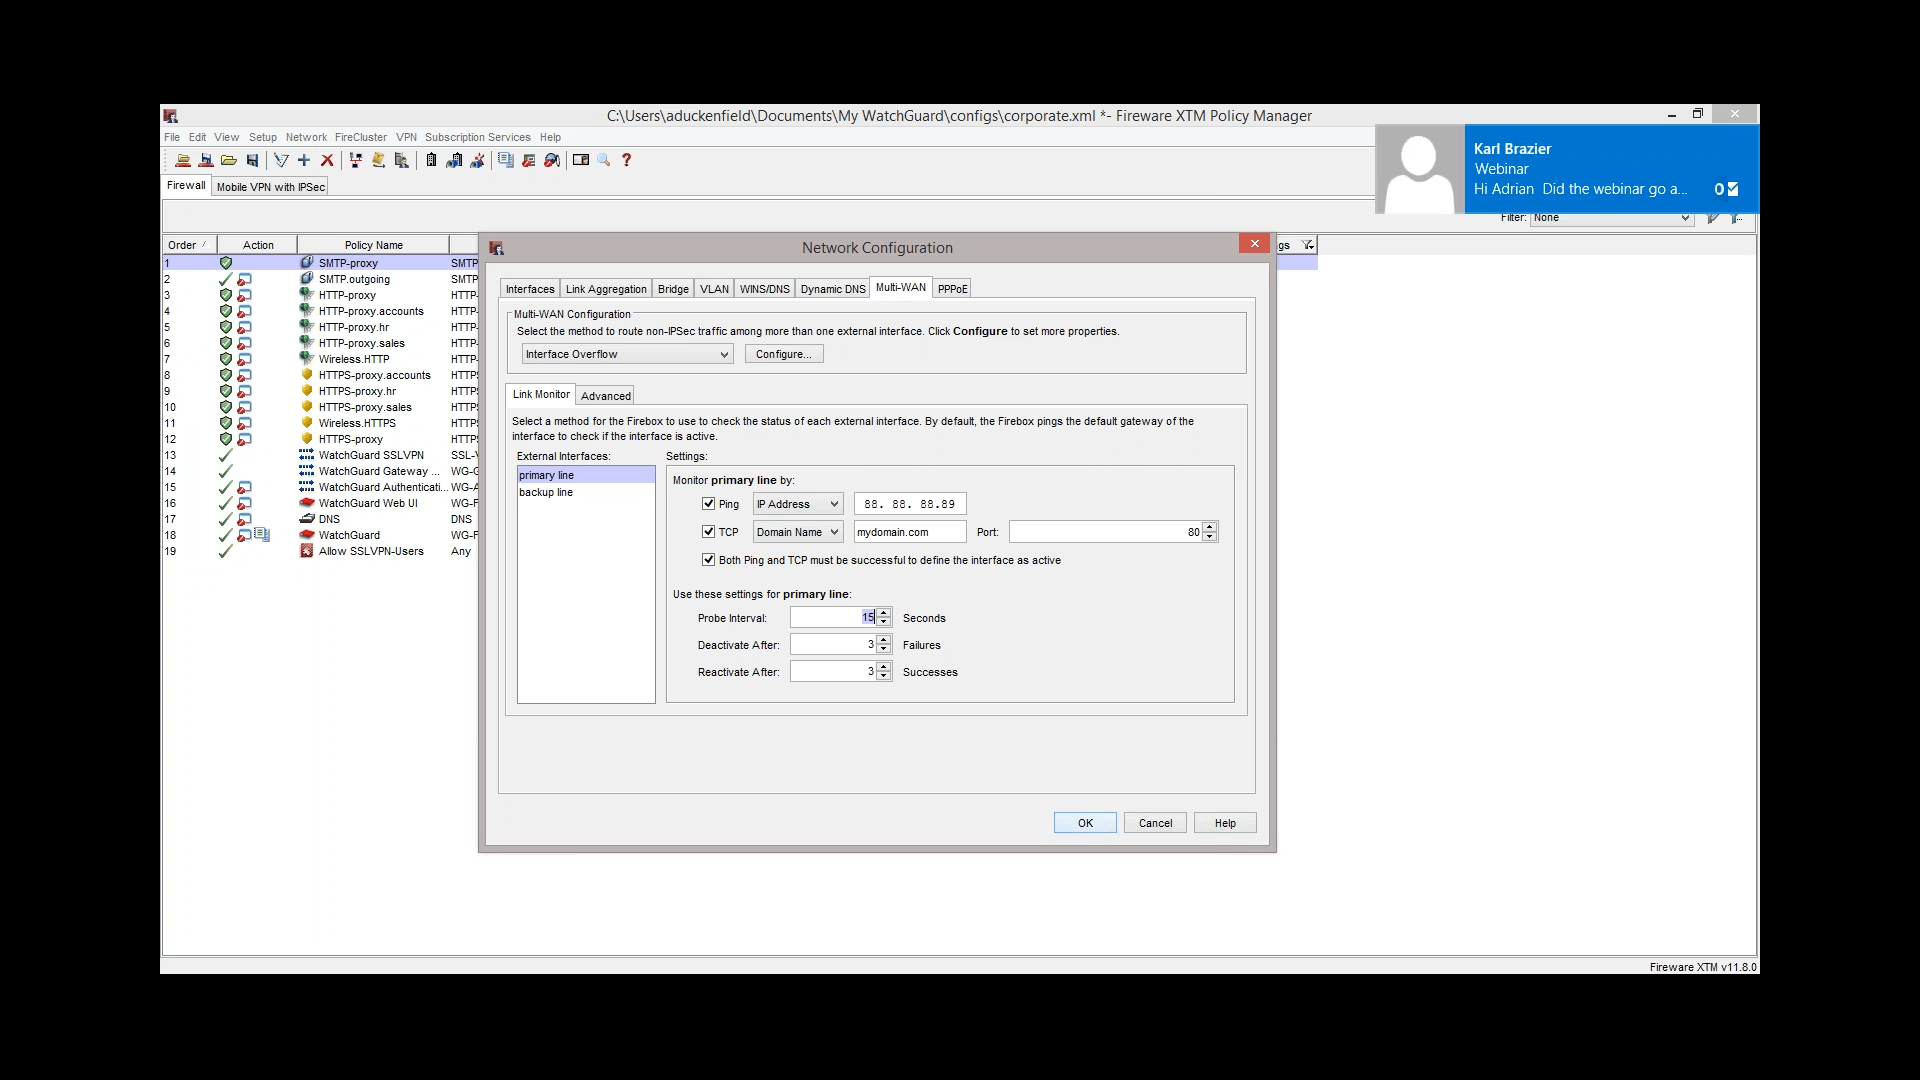 C:\Users\aduckenfield\Documents\My WatchGuard\configs\corporate.xml *- Fireware XTM Policy Manager
File Edit View Setup Network FireCluster VPN Subscription Services Help
Karl Brazier
Webinar
Hi Adrian Did the webinar go a...
Firewall Mobile VPN with IPSec
Filter: None
Order / Action Policy Name gs
1 SMTP-proxy SMTP
2 SMTP.outgoing SMTP
3 HTTP-proxy HTTP-
4 HTTP-proxy.accounts HTTP-
5 HTTP-proxy.hr HTTP-
6 HTTP-proxy.sales HTTP-
7 Wireless.HTTP HTTP-
8 HTTPS-proxy.accounts HTTPS
9 HTTPS-proxy.hr HTTPS
10 HTTPS-proxy.sales HTTPS
11 Wireless.HTTPS HTTPS
12 HTTPS-proxy HTTPS
13 WatchGuard SSLVPN SSL-V
14 WatchGuard Gateway ... WG-G
15 WatchGuard Authenticati... WG-A
16 WatchGuard Web UI WG-F
17 DNS DNS
18 WatchGuard WG-F
19 Allow SSLVPN-Users Any
Network Configuration
Interfaces Link Aggregation Bridge VLAN WINS/DNS Dynamic DNS Multi-WAN PPPoE
Multi-WAN Configuration
Select the method to route non-IPSec traffic among more than one external interface. Click Configure to set more properties.
Interface Overflow Configure...
Link Monitor Advanced
Select a method for the Firebox to use to check the status of each external interface. By default, the Firebox pings the default gateway of the
interface to check if the interface is active.
External Interfaces: Settings:
primary line
backup line
Monitor primary line by:
Ping IP Address 88. 88. 88.89
TCP Domain Name mydomain.com Port: 80
Both Ping and TCP must be successful to define the interface as active
Use these settings for primary line:
Probe Interval: 15 Seconds
Deactivate After: 3 Failures
Reactivate After: 3 Successes
OK Cancel Help
Fireware XTM v11.8.0